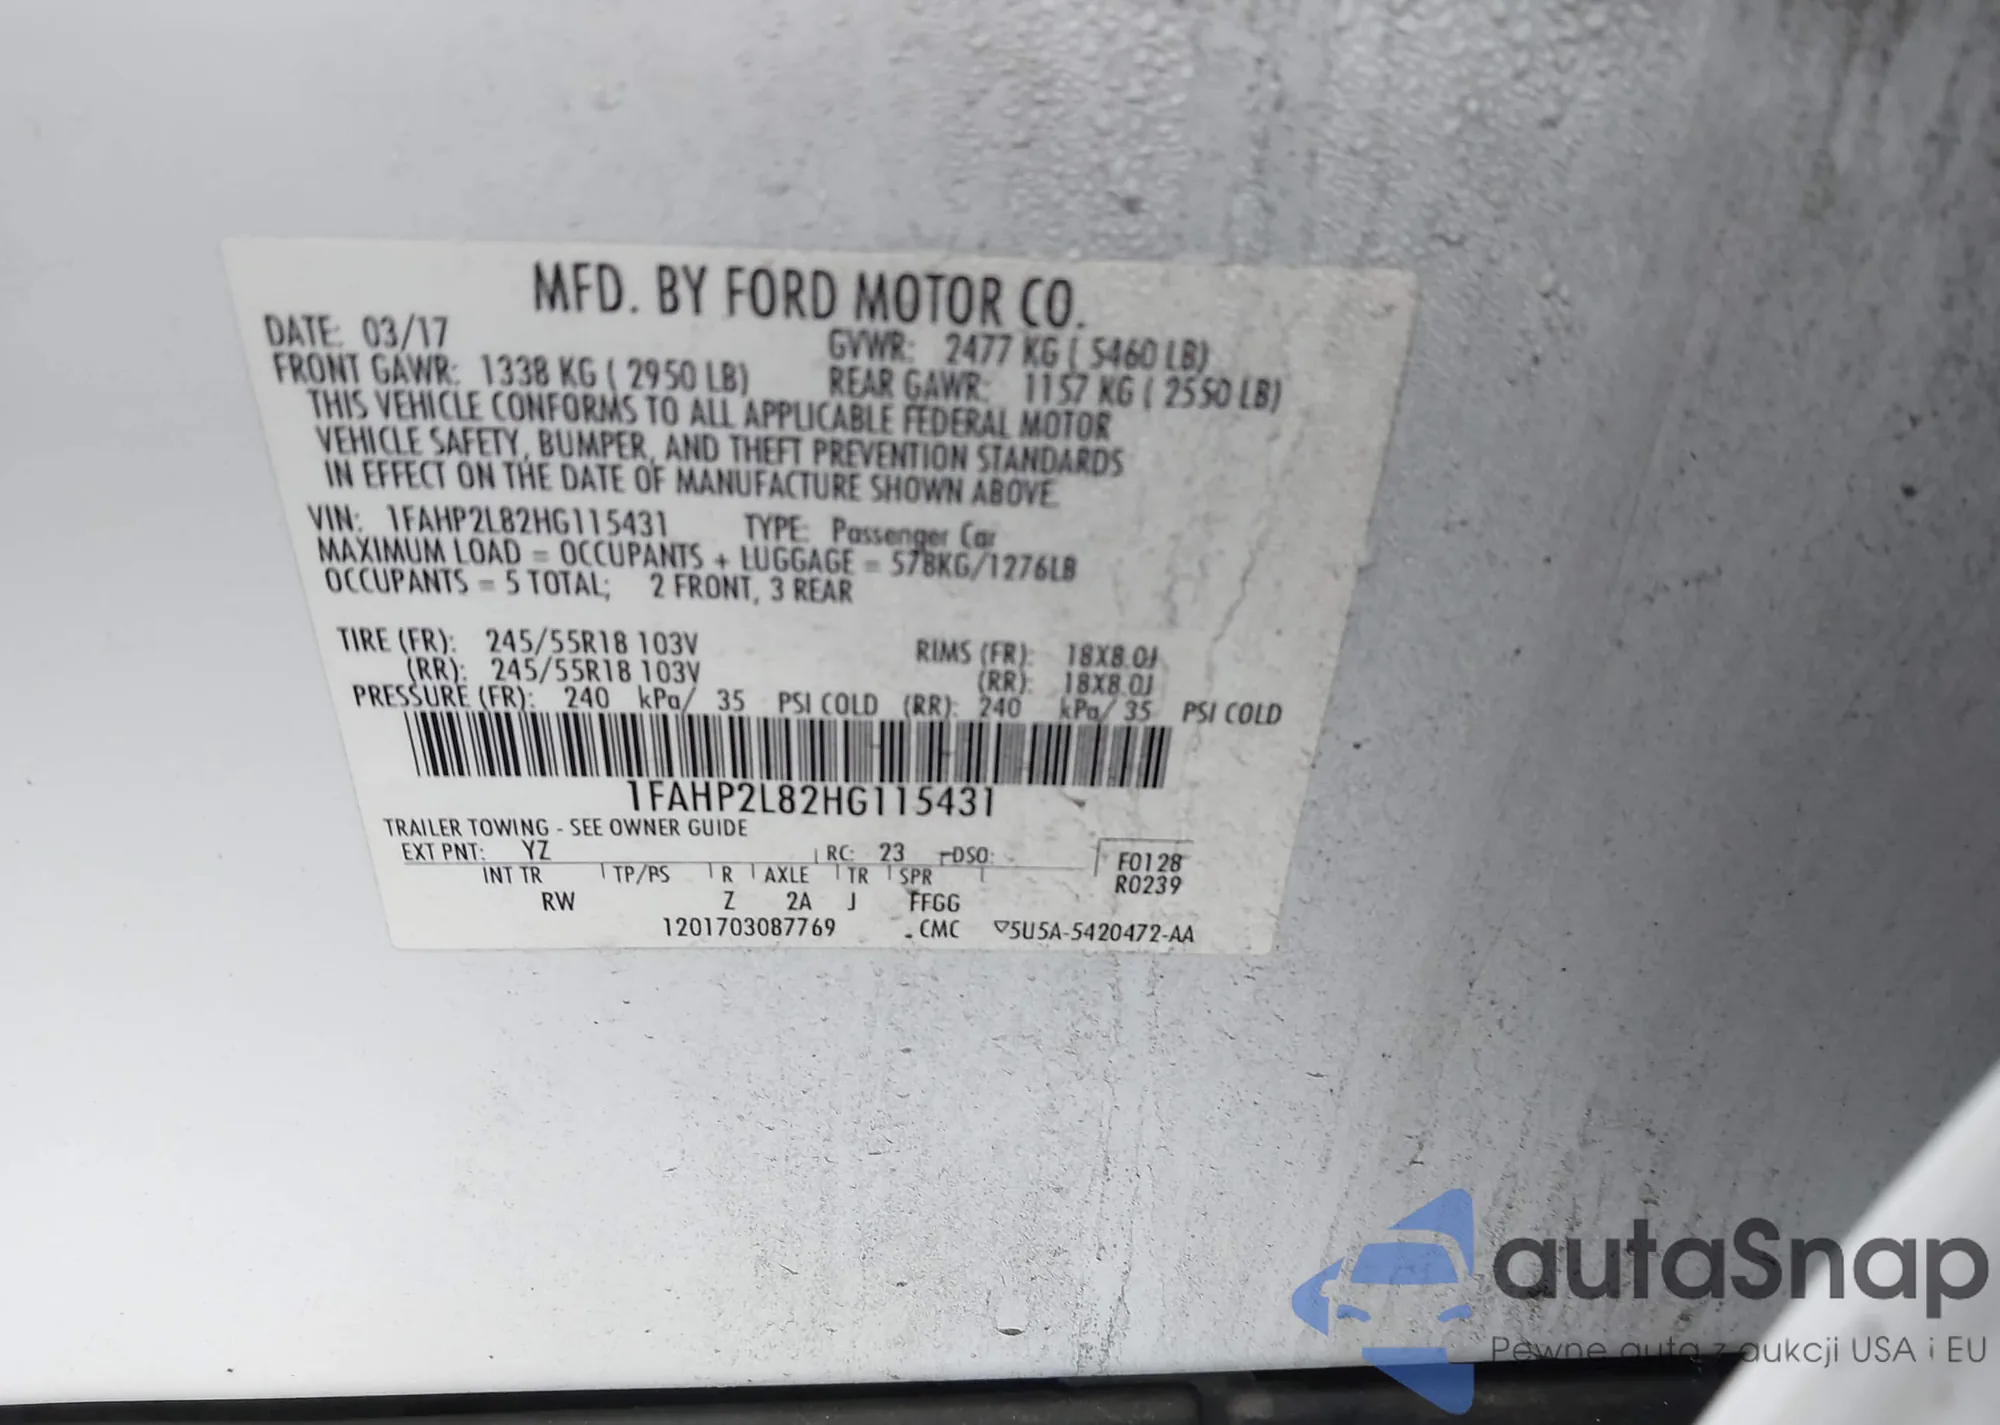 MFD. BY FORD MOTOR CO.
DATE: 03/17 GVWR: 2477 KG ( 5460 LB)
FRONT GAWR: 1338 KG ( 2950 LB) REAR GAWR: 1157 KG ( 2550 LB)
THIS VEHICLE CONFORMS TO ALL APPLICABLE FEDERAL MOTOR
VEHICLE SAFETY, BUMPER, AND THEFT PREVENTION STANDARDS
IN EFFECT ON THE DATE OF MANUFACTURE SHOWN ABOVE.
VIN: 1FAHP2L82HG115431 TYPE: Passenger Car
MAXIMUM LOAD = OCCUPANTS + LUGGAGE = 578KG/1276LB
OCCUPANTS = 5 TOTAL; 2 FRONT, 3 REAR
TIRE (FR): 245/55R18 103V RIMS (FR): 18X8.0J
(RR): 245/55R18 103V (RR): 18X8.0J
PRESSURE (FR): 240 kPa/ 35 PSI COLD (RR): 240 kPa/ 35 PSI COLD
1FAHP2L82HG115431
TRAILER TOWING - SEE OWNER GUIDE
EXT PNT: YZ RC: 23 DSO: F0128
INT TR TP/PS R AXLE TR SPR R0239
RW Z 2A J FFGG
1201703087769 . CMC ▽5U5A-5420472-AA
autaSnap
Pewne auta z aukcji USA i EU